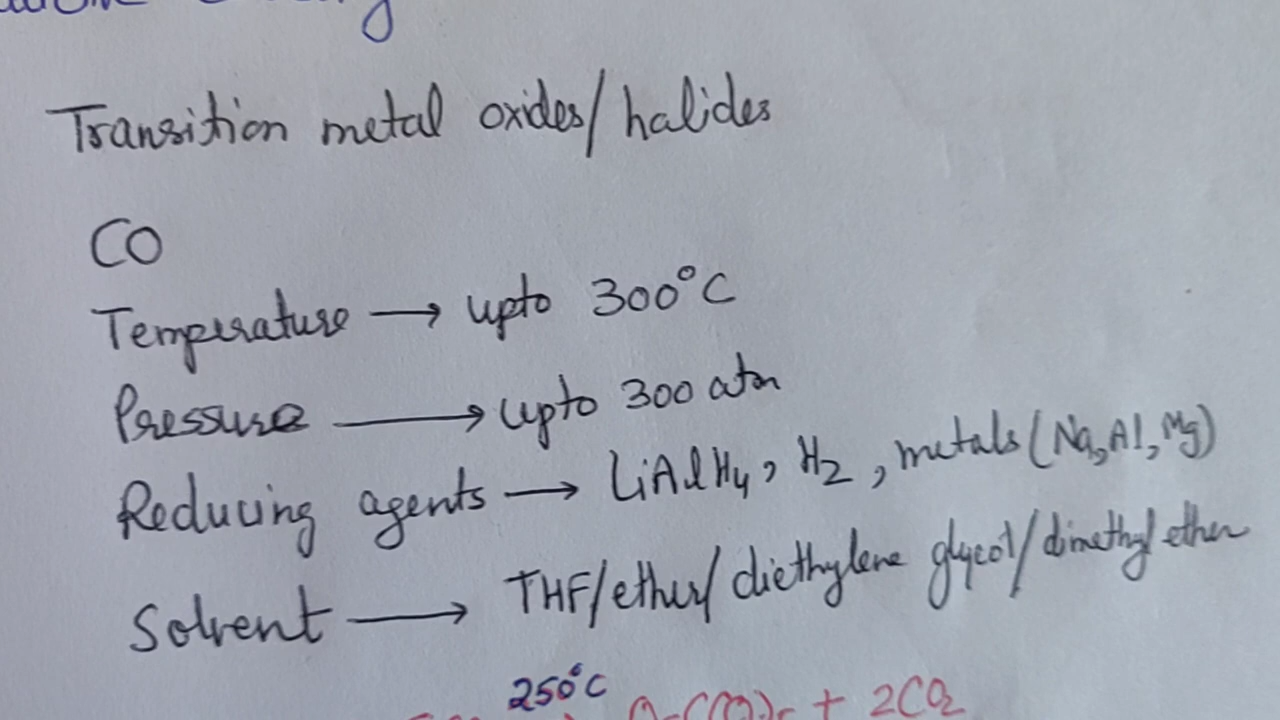 Transition metal oxides/halides
CO
Temperature → upto 300°C
Pressure → upto 300 atm
Reducing agents → LiAlH4, H2, metals (Na, Al, Mg)
Solvent → THF/ether/diethylene glycol/dimethyl ether
250°C
+ 2CO2